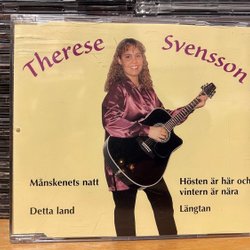 Therese Svensson
Månskenets natt
Detta land
Hösten är här och
vintern är nära
Längtan